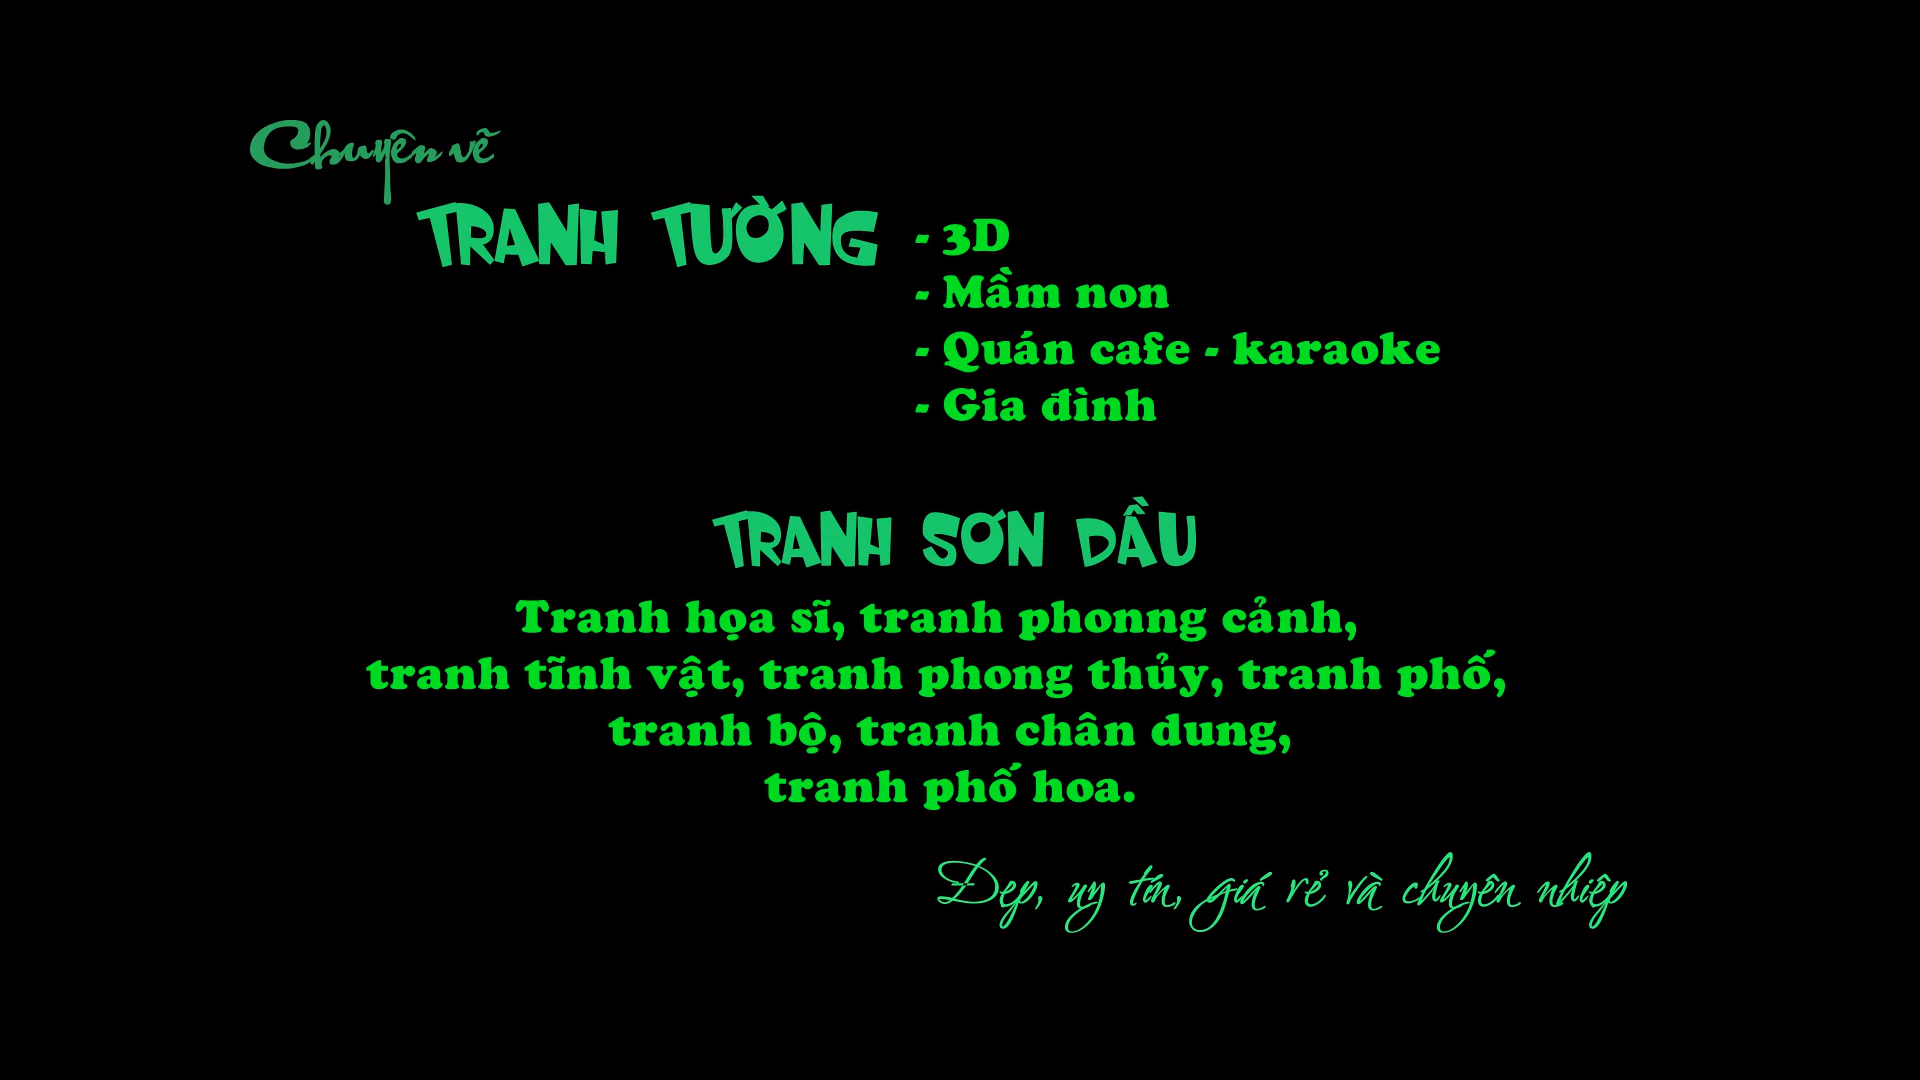 Chuyên vẽ
TRANH TƯỜNG - 3D
- Mầm non
- Quán cafe - karaoke
- Gia đình
TRANH SƠN DẦU
Tranh họa sĩ, tranh phonng cảnh,
tranh tĩnh vật, tranh phong thủy, tranh phố,
tranh bộ, tranh chân dung,
tranh phố hoa.
Đẹp, uy tín, giá rẻ và chuyên nhiệp